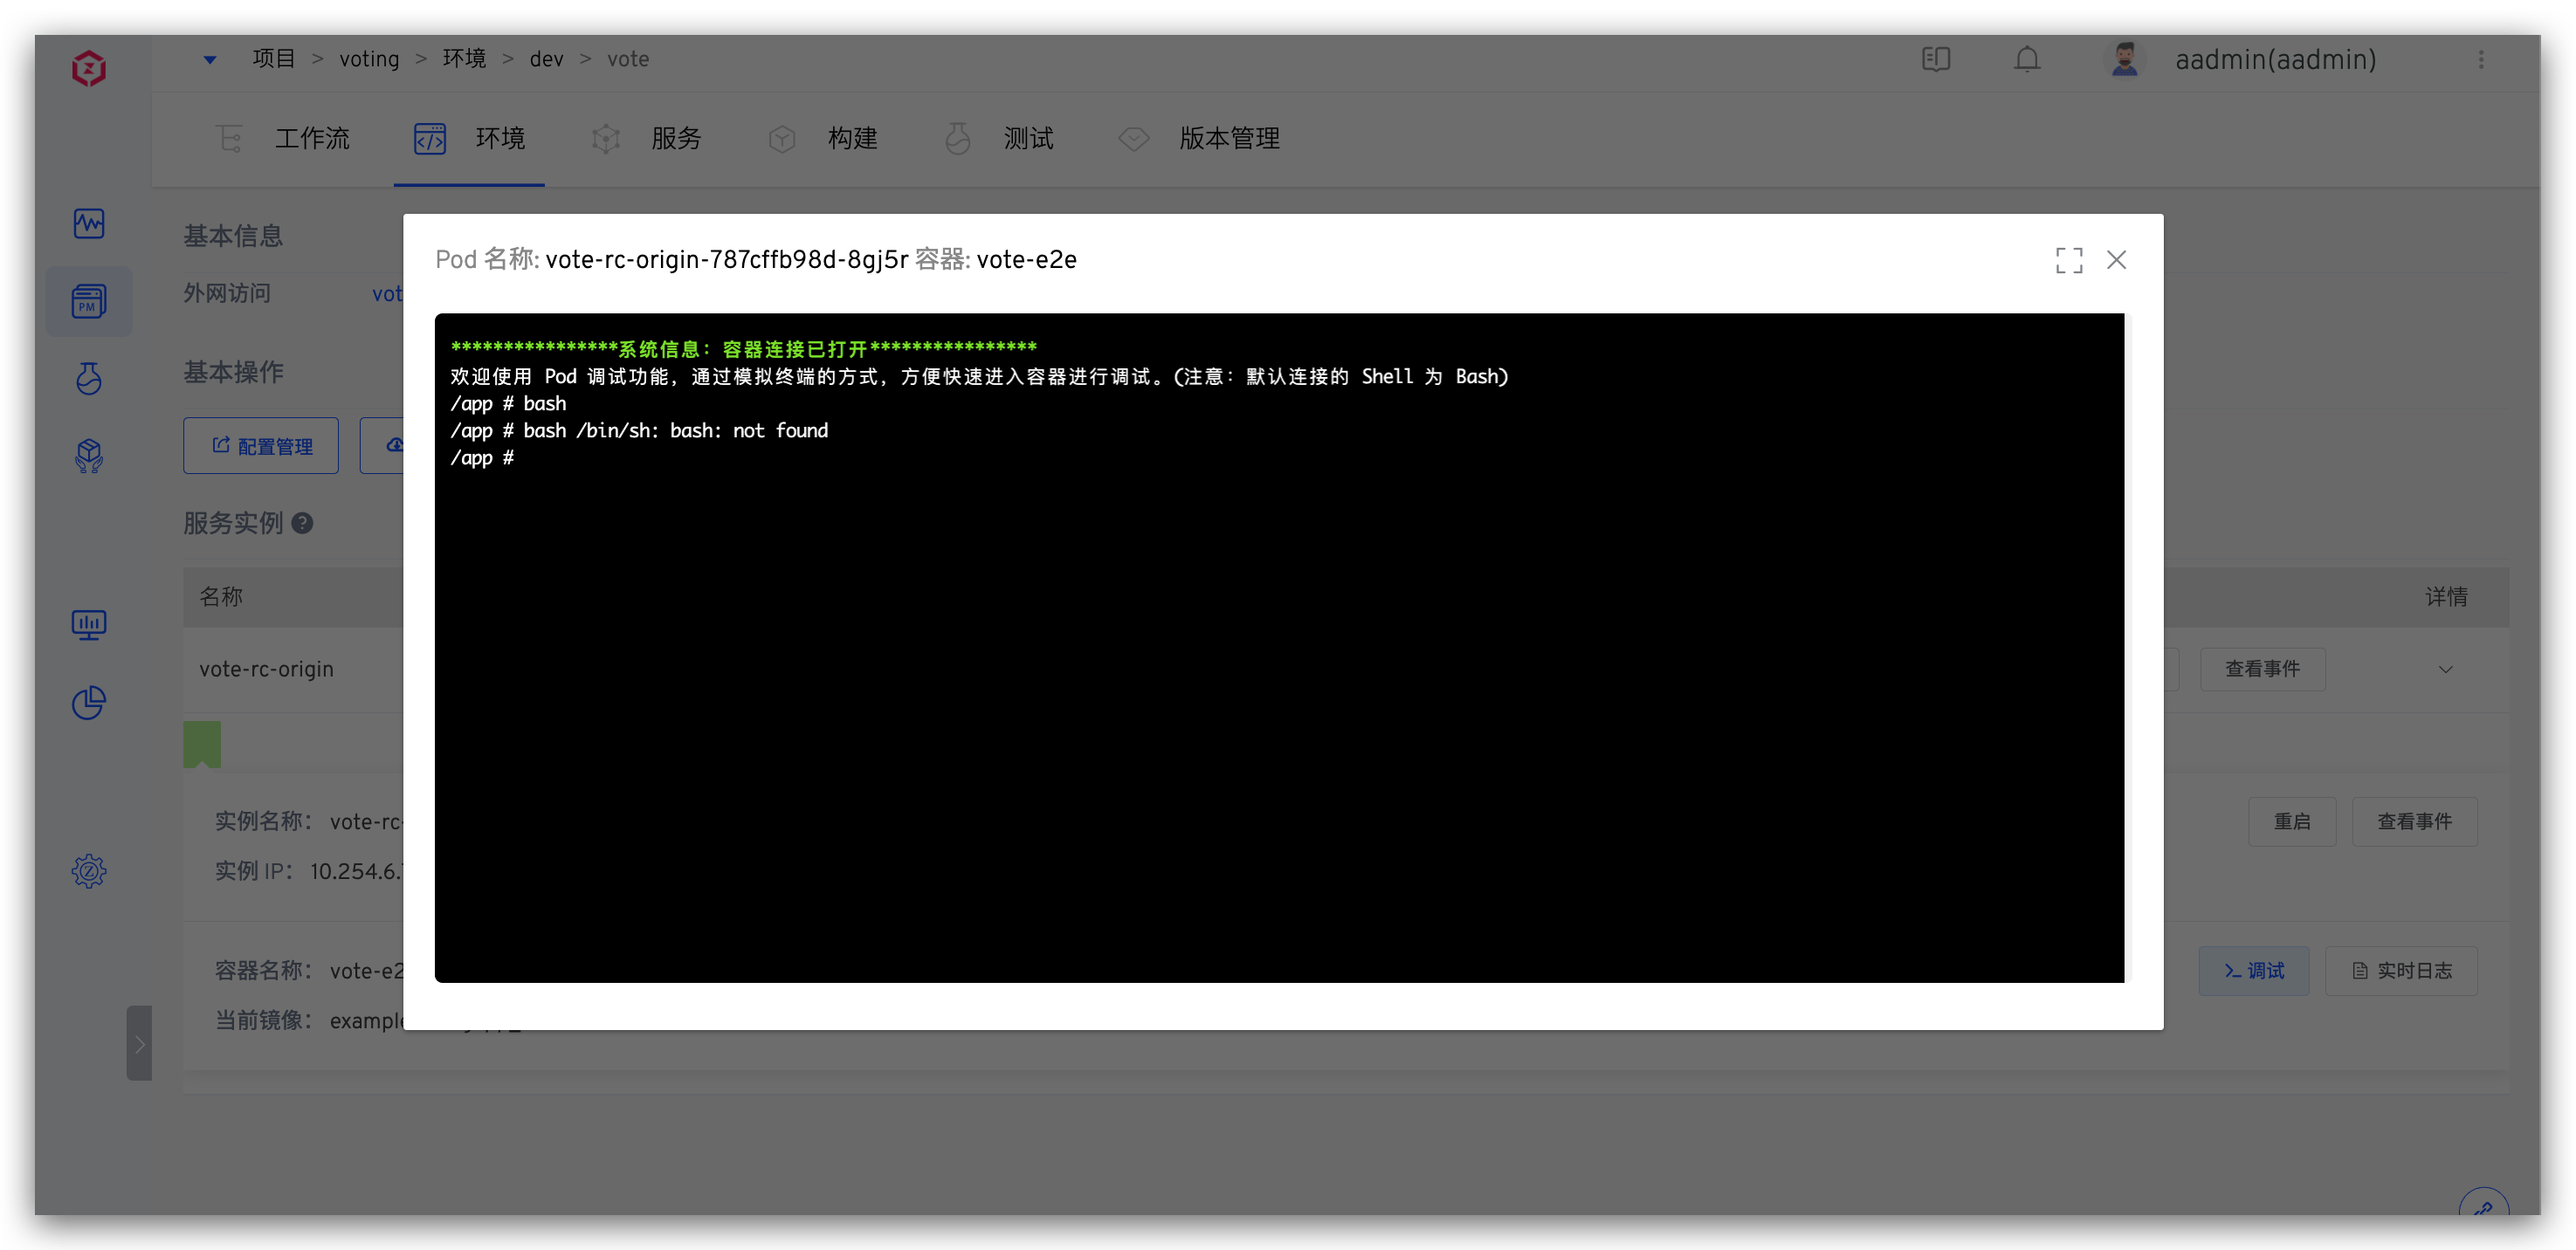 项目 > voting > 环境 > dev > vote
aadmin(aadmin)
工作流 环境 服务 构建 测试 版本管理
PM
基本信息
外网访问 vot
基本操作
配置管理
服务实例 ?
名称 详情
vote-rc-origin 查看事件
实例名称： vote-rc- 重启 查看事件
实例 IP： 10.254.6.
容器名称： vote-e2 调试 实时日志
当前镜像： example
Pod 名称: vote-rc-origin-787cffb98d-8gj5r 容器: vote-e2e
****************系统信息：容器连接已打开****************
欢迎使用 Pod 调试功能，通过模拟终端的方式，方便快速进入容器进行调试。(注意：默认连接的 Shell 为 Bash)
/app # bash
/app # bash /bin/sh: bash: not found
/app #